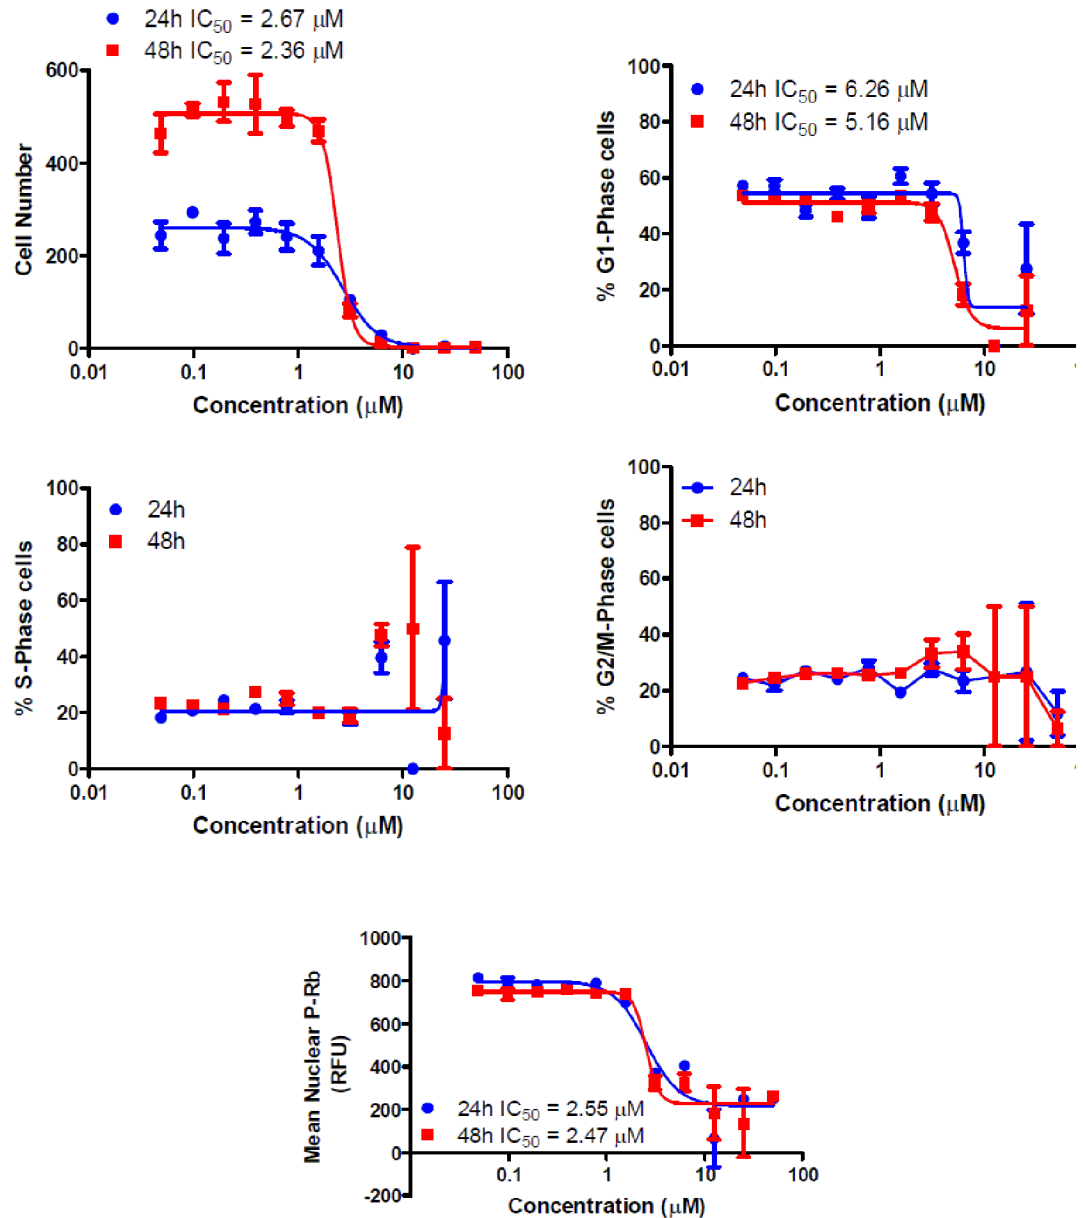 24h IC50 = 2.67 μM
48h IC50 = 2.36 μM
600
400
200
0
Cell Number
0.01 0.1 1 10 100
Concentration (μM)
100
80
60
40
20
0
% G1-Phase cells
24h IC50 = 6.26 μM
48h IC50 = 5.16 μM
0.01 0.1 1 10
Concentration (μM)
100
80
60
40
20
0
% S-Phase cells
24h
48h
0.01 0.1 1 10 100
Concentration (μM)
100
80
60
40
20
0
% G2/M-Phase cells
24h
48h
0.01 0.1 1 10
Concentration (μM)
1000
800
600
400
200
0
-200
Mean Nuclear P-Rb
(RFU)
24h IC50 = 2.55 μM
48h IC50 = 2.47 μM
0.1 1 10 100
Concentration (μM)